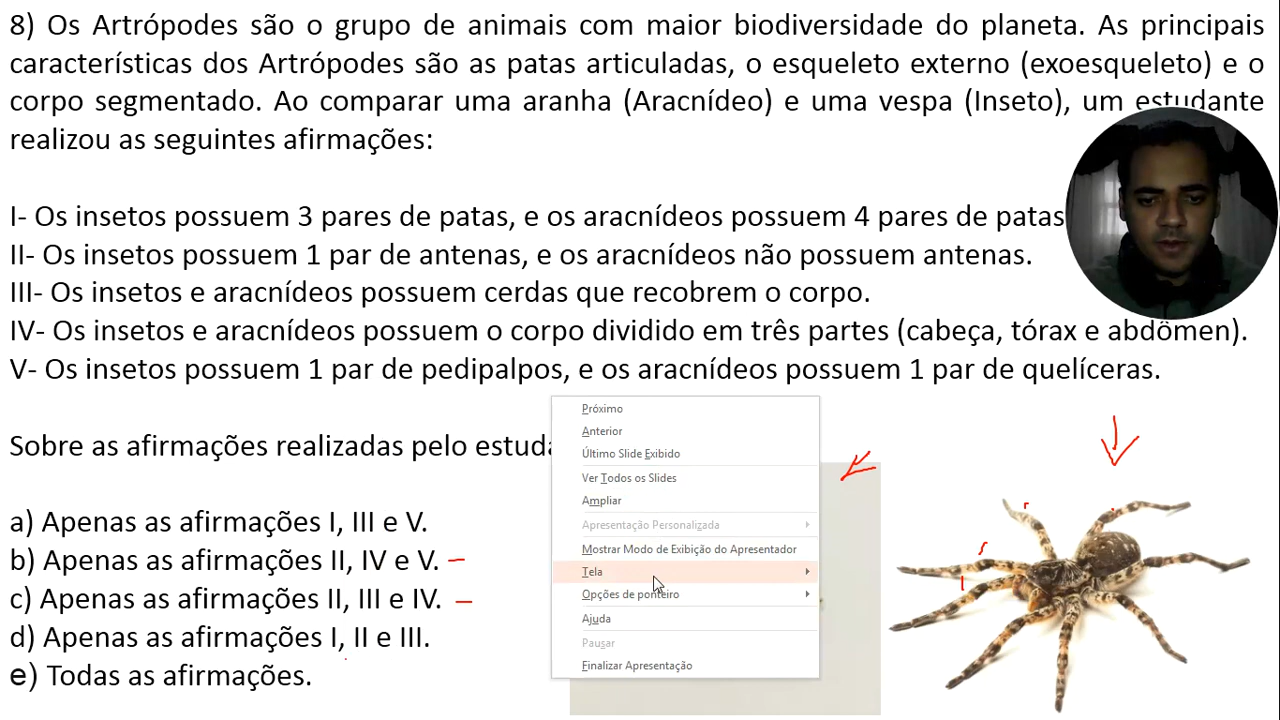 8) Os Artrópodes são o grupo de animais com maior biodiversidade do planeta. As principais
características dos Artrópodes são as patas articuladas, o esqueleto externo (exoesqueleto) e o
corpo segmentado. Ao comparar uma aranha (Aracnídeo) e uma vespa (Inseto), um estudante
realizou as seguintes afirmações:
I- Os insetos possuem 3 pares de patas, e os aracnídeos possuem 4 pares de patas
II- Os insetos possuem 1 par de antenas, e os aracnídeos não possuem antenas.
III- Os insetos e aracnídeos possuem cerdas que recobrem o corpo.
IV- Os insetos e aracnídeos possuem o corpo dividido em três partes (cabeça, tórax e abdômen).
V- Os insetos possuem 1 par de pedipalpos, e os aracnídeos possuem 1 par de quelíceras.
Sobre as afirmações realizadas pelo
a) Apenas as afirmações I, III e V.
b) Apenas as afirmações II, IV e V.
c) Apenas as afirmações II, III e IV.
d) Apenas as afirmações I, II e III.
e) Todas as afirmações.
Próximo
Anterior
Último Slide Exibido
Ver Todos os Slides
Ampliar
Apresentação Personalizada
Mostrar Modo de Exibição do Apresentador
Tela
Opções de ponteiro
Ajuda
Pausar
Finalizar Apresentação